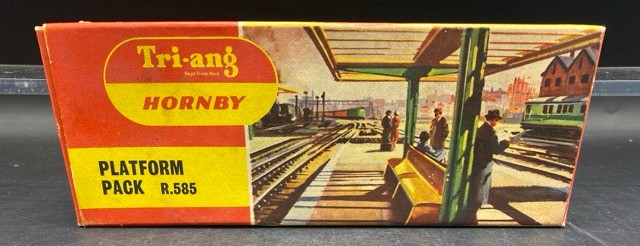 Tri-ang
Regd Trade Mark
HORNBY
PLATFORM
PACK R.585